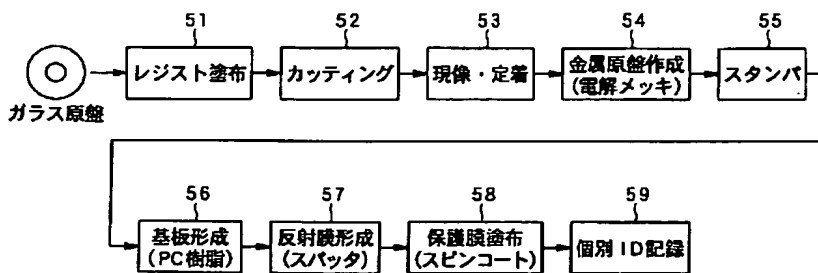 51 52 53 54 55
レジスト塗布 カッティング 現像・定着 金属原盤作成 スタンパ
(電解メッキ)
ガラス原盤
56 57 58 59
基板形成 反射膜形成 保護膜塗布 個別ID記録
(PC樹脂) (スパッタ) (スピンコート)